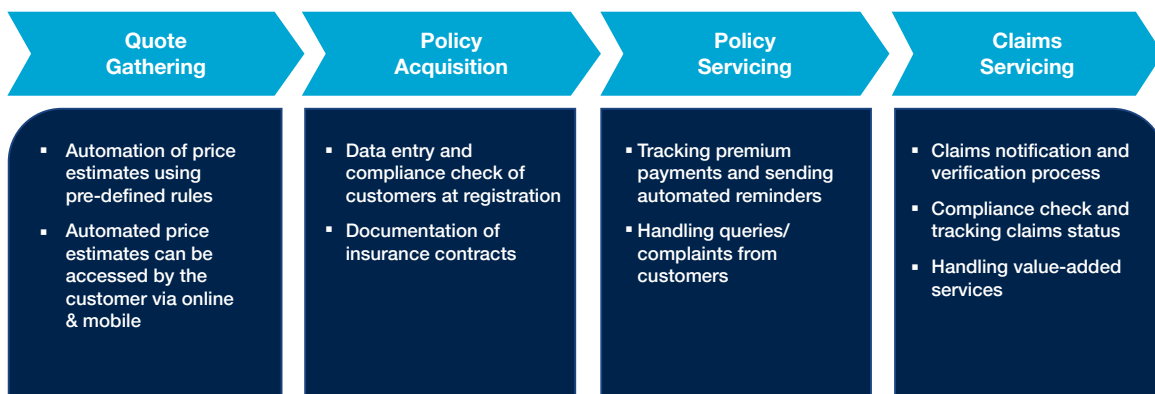 Quote
Gathering
Policy
Acquisition
Policy
Servicing
Claims
Servicing
▪ Automation of price
estimates using
pre-defined rules
▪ Automated price
estimates can be
accessed by the
customer via online
& mobile
▪ Data entry and
compliance check of
customers at registration
▪ Documentation of
insurance contracts
▪ Tracking premium
payments and sending
automated reminders
▪ Handling queries/
complaints from
customers
▪ Claims notification and
verification process
▪ Compliance check and
tracking claims status
▪ Handling value-added
services